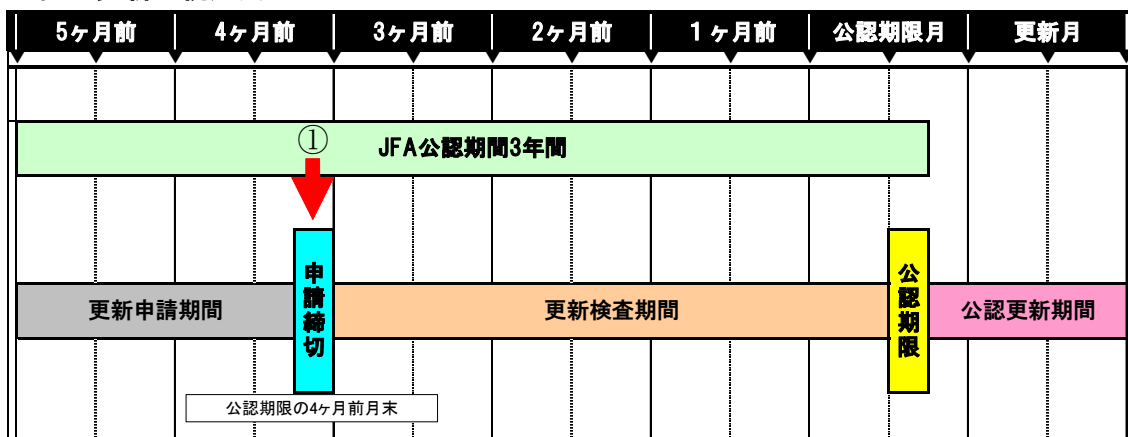 5ヶ月前
4ヶ月前
3ヶ月前
2ヶ月前
1ヶ月前
公認期限月
更新月
①
JFA公認期間3年間
申請締切
公認期限
更新申請期間
更新検査期間
公認更新期間
公認期限の4ヶ月前月末